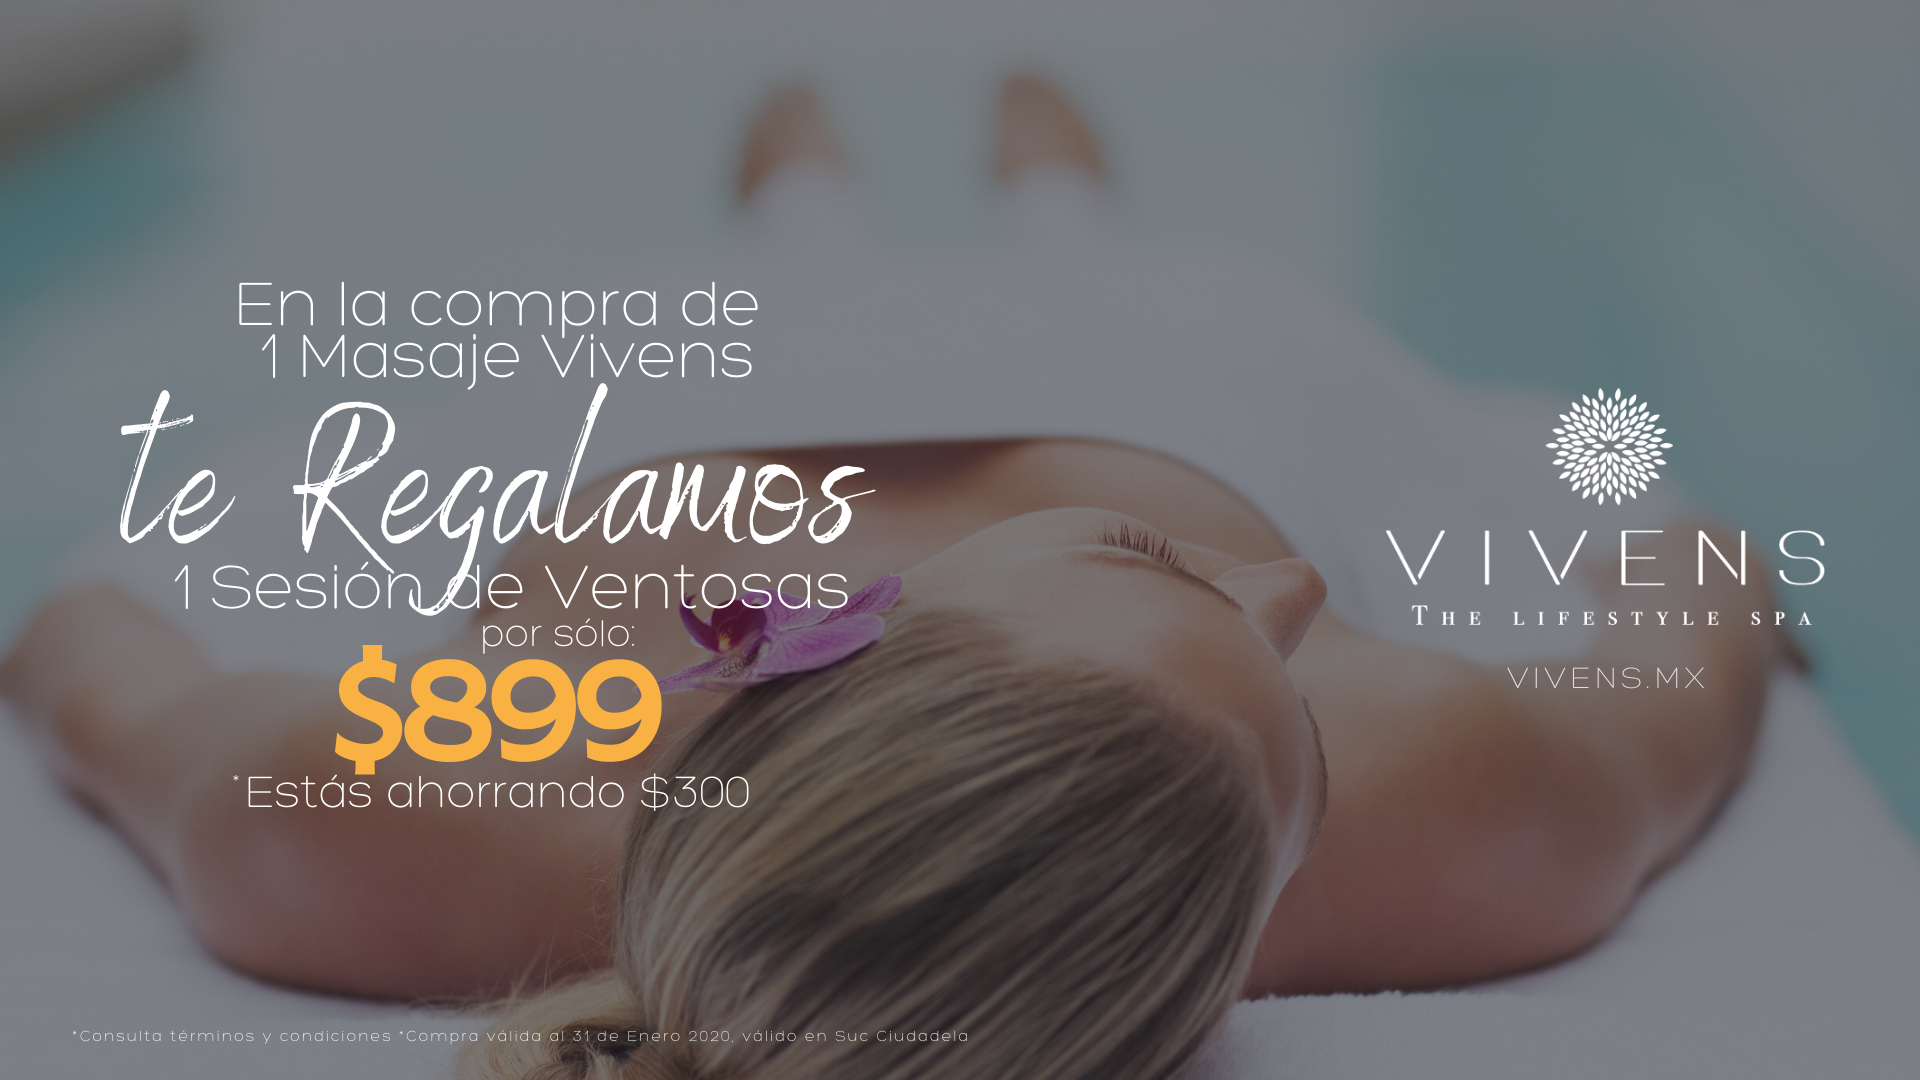 En la compra de
1 Masaje Vivens
te Regalamos
1 Sesión de Ventosas
por sólo:
$899
*Estás ahorrando $300
VIVENS
THE LIFESTYLE SPA
VIVENS.MX
*Consulta términos y condiciones *Compra válida al 31 de Enero 2020, válido en Suc Ciudadela